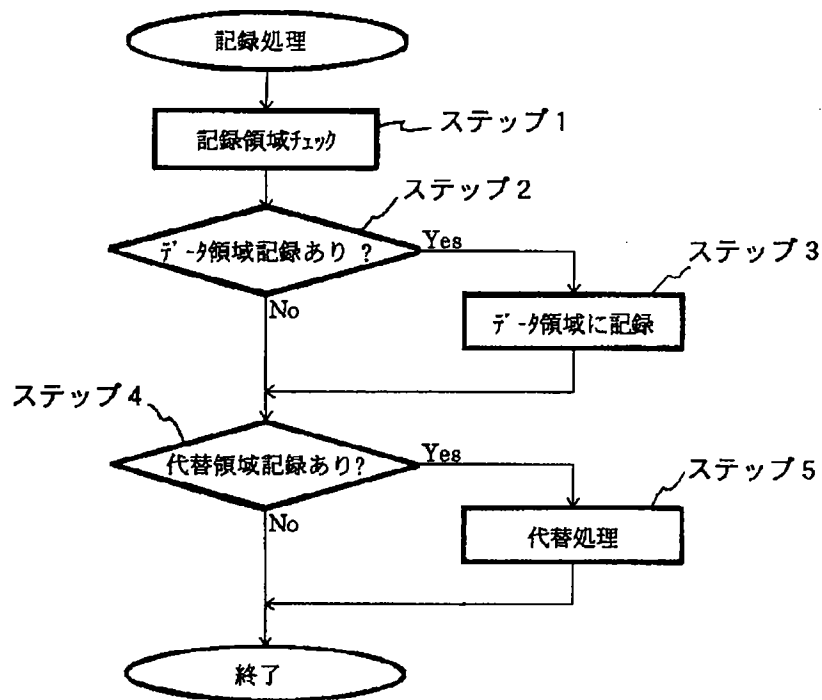 記録処理
ステップ1
記録領域チェック
ステップ2
データ領域記録あり?
Yes
ステップ3
No
データ領域に記録
ステップ4
代替領域記録あり?
Yes
ステップ5
No
代替処理
終了